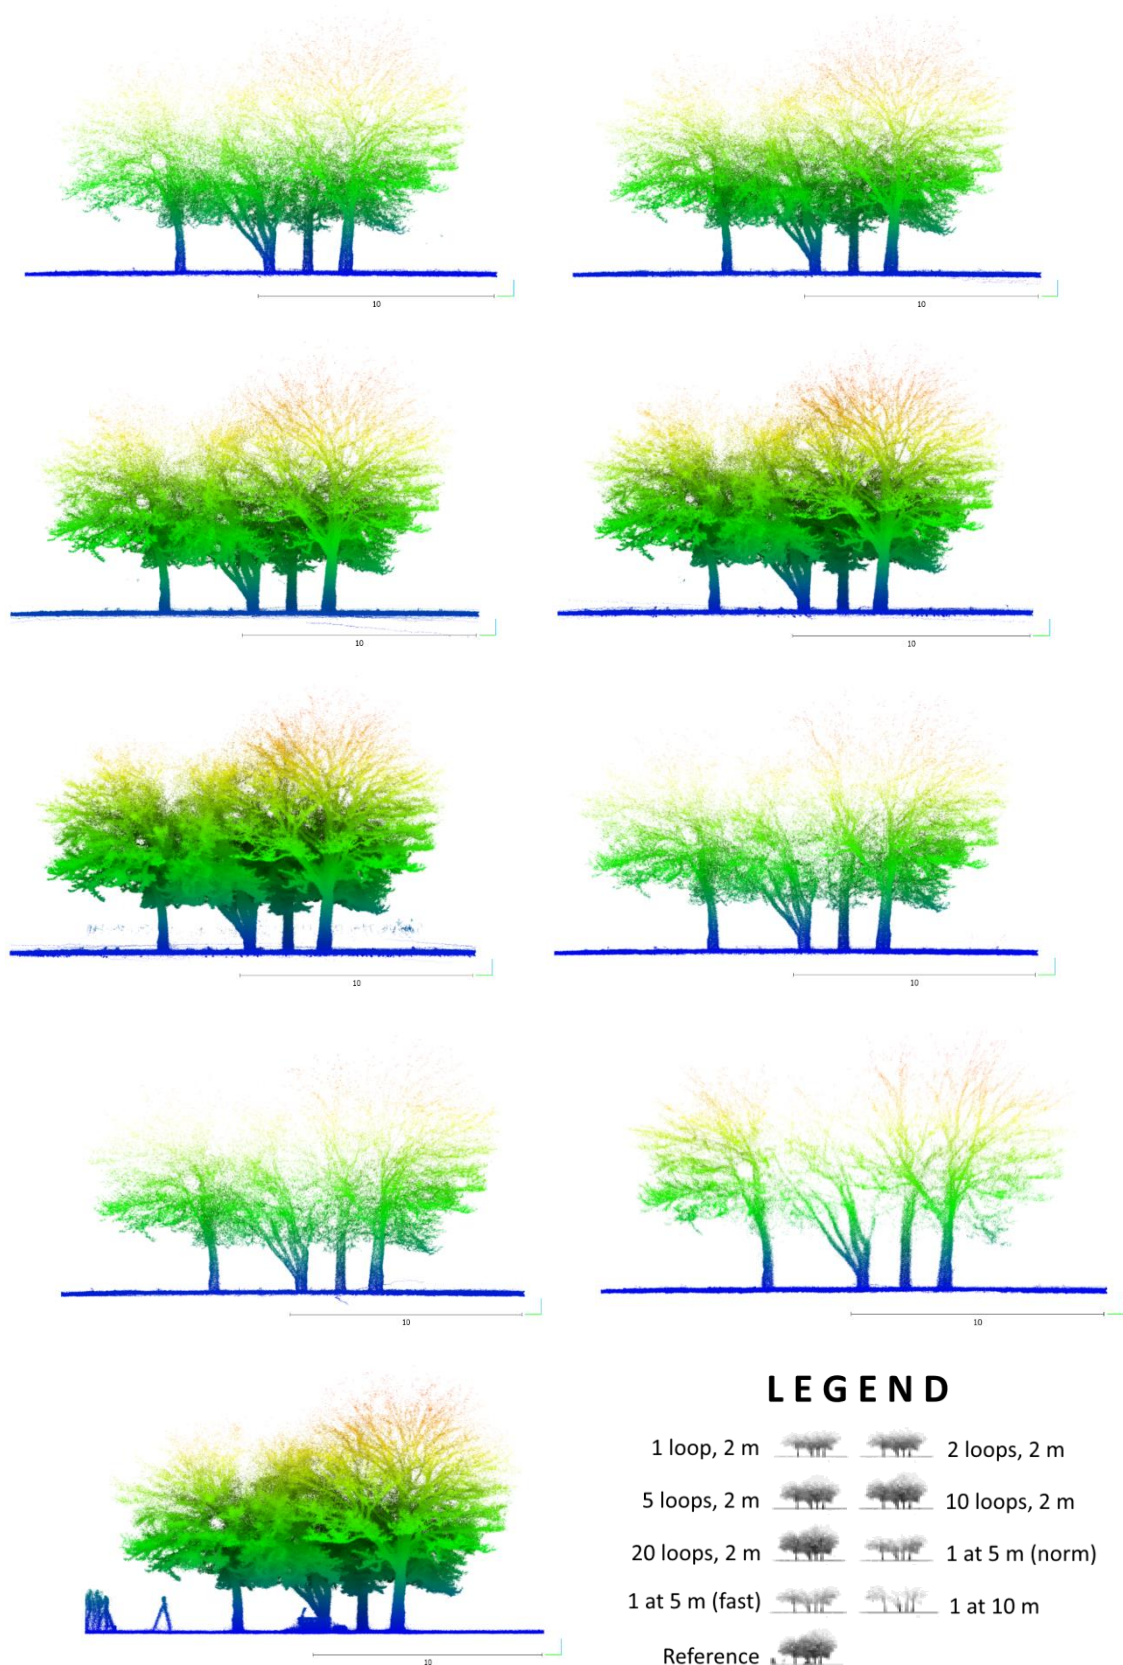 10
10
10
10
10
10
10
10
10
LEGEND
1 loop, 2 m
2 loops, 2 m
5 loops, 2 m
10 loops, 2 m
20 loops, 2 m
1 at 5 m (norm)
1 at 5 m (fast)
1 at 10 m
Reference